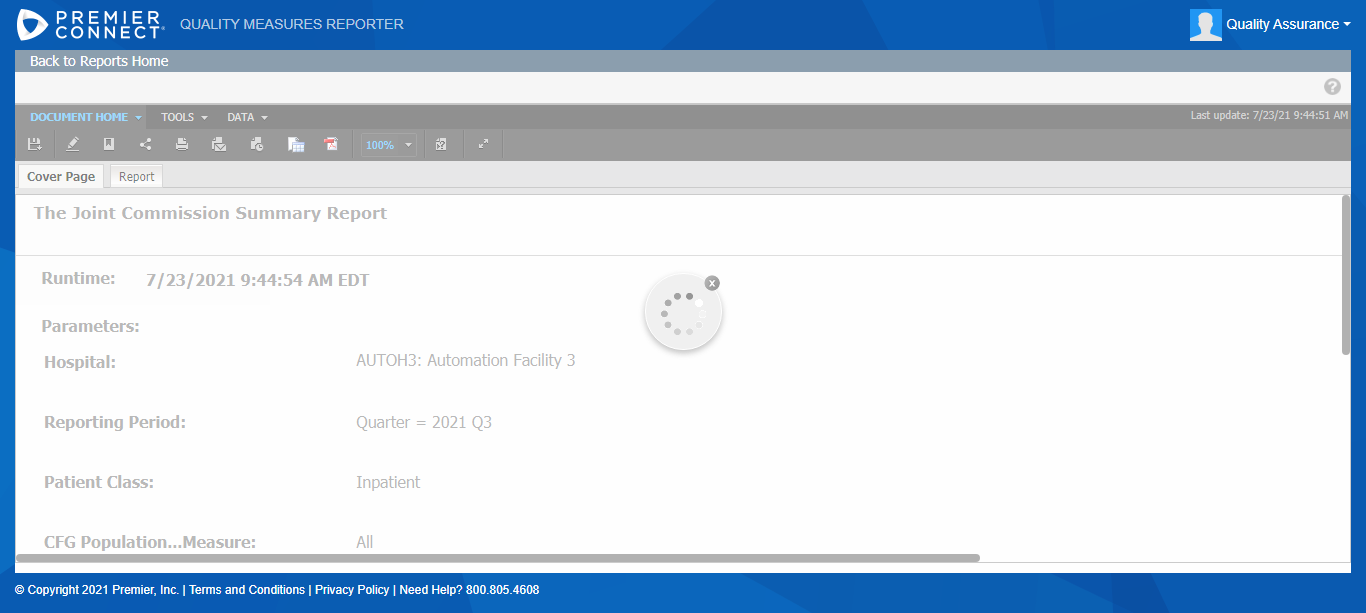 PREMIER
CONNECT® QUALITY MEASURES REPORTER
Quality Assurance
Back to Reports Home
?
DOCUMENT HOME TOOLS DATA
Last update: 7/23/21 9:44:51 AM
100%
Cover Page Report
The Joint Commission Summary Report
Runtime: 7/23/2021 9:44:54 AM EDT
x
Parameters:
Hospital: AUTOH3: Automation Facility 3
Reporting Period: Quarter = 2021 Q3
Patient Class: Inpatient
CFG Population...Measure: All
© Copyright 2021 Premier, Inc. | Terms and Conditions | Privacy Policy | Need Help? 800.805.4608